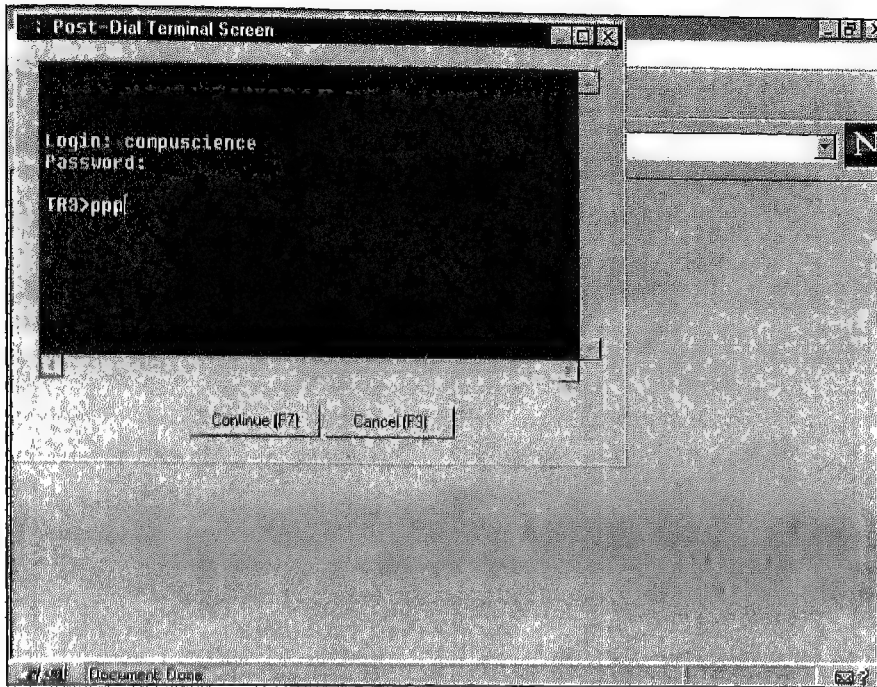 Post-Dial Terminal Screen
Login: compuscience
Password:
TR3>ppp
Continue (F7)
Cancel (F3)
N
Document: Done